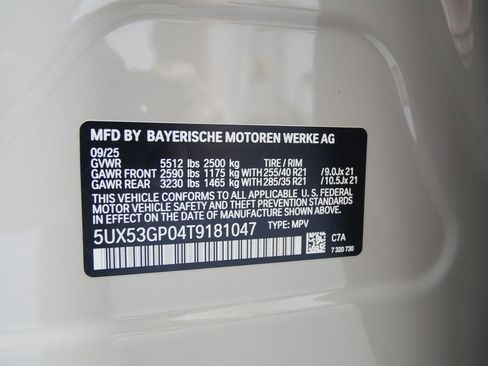 MFD BY BAYERISCHE MOTOREN WERKE AG
09/25
GVWR 5512 lbs 2500 kg TIRE / RIM
GAWR FRONT 2590 lbs 1175 kg WITH 255/40 R21 / 9.0Jx 21
GAWR REAR 3230 lbs 1465 kg WITH 285/35 R21 / 10.5Jx 21
THIS VEHICLE CONFORMS TO ALL APPLICABLE U. S. FEDERAL
MOTOR VEHICLE SAFETY, BUMPER, AND THEFT PREVENTION
STANDARDS IN EFFECT ON THE DATE OF MANUFACTURE SHOWN ABOVE.
5UX53GP04T9181047 TYPE: MPV
C7A
7 320 730